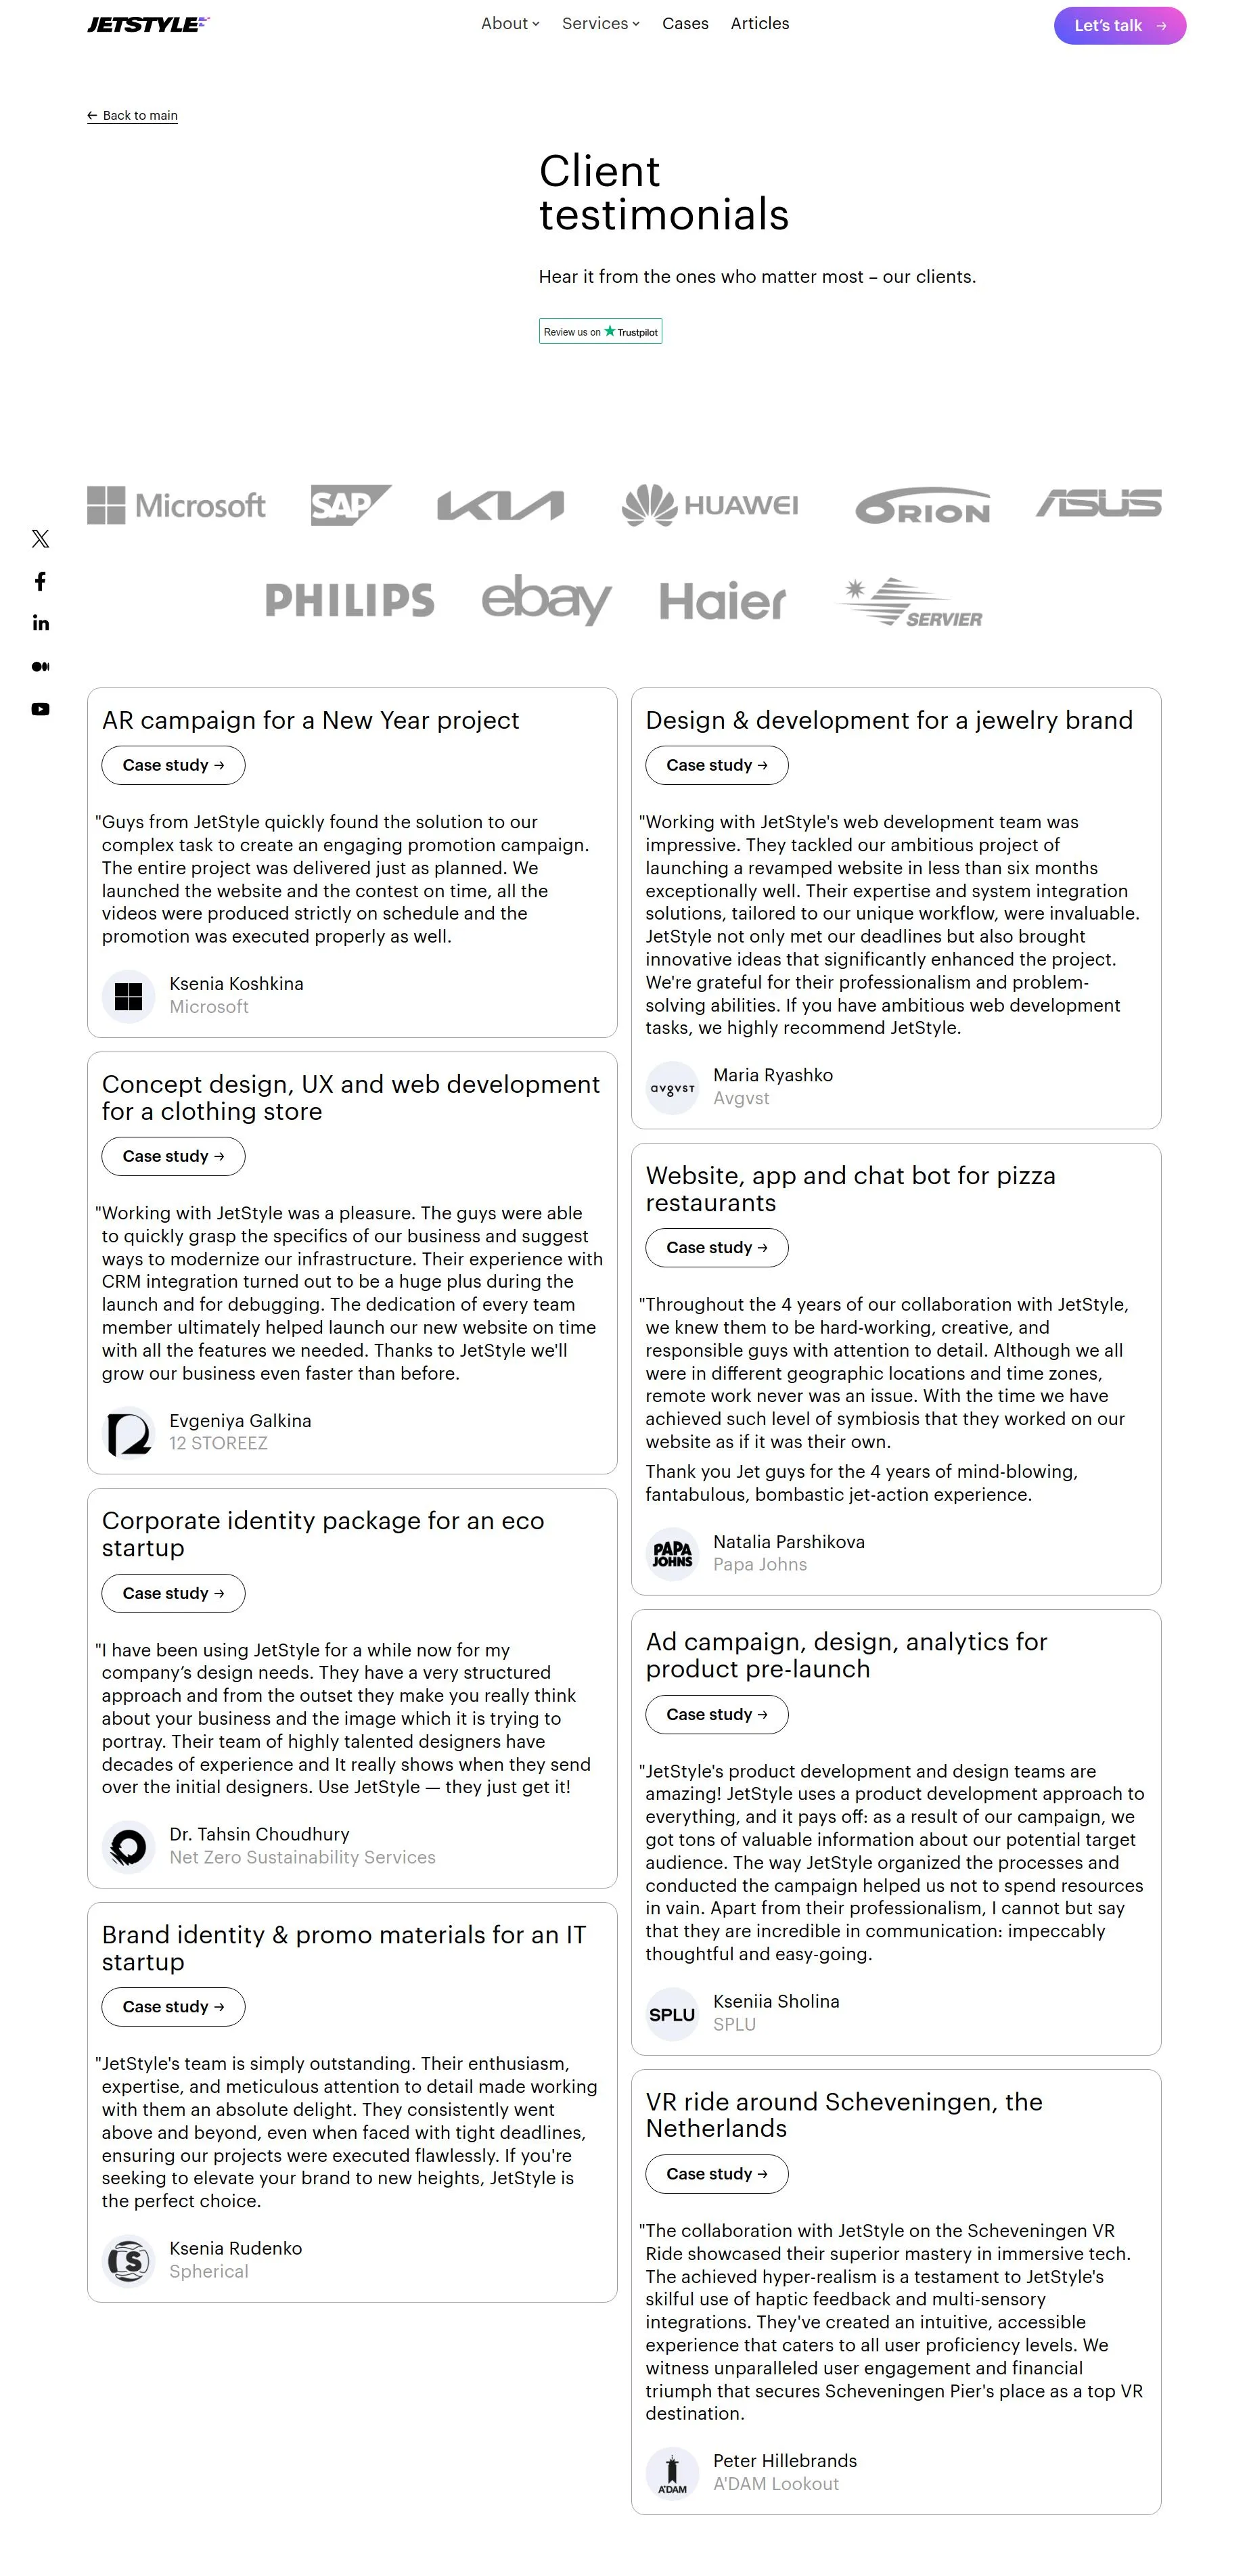 JETSTYLE
About
Services
Cases
Articles
Let's talk →
← Back to main
Client
testimonials
Hear it from the ones who matter most – our clients.
Review us on ★ Trustpilot
Microsoft
SAP
KIA
HUAWEI
ORION
ASUS
PHILIPS
ebay
Haier
SERVIER
AR campaign for a New Year project
Case study →
"Guys from JetStyle quickly found the solution to our
complex task to create an engaging promotion campaign.
The entire project was delivered just as planned. We
launched the website and the contest on time, all the
videos were produced strictly on schedule and the
promotion was executed properly as well.
Ksenia Koshkina
Microsoft
Concept design, UX and web development
for a clothing store
Case study →
"Working with JetStyle was a pleasure. The guys were able
to quickly grasp the specifics of our business and suggest
ways to modernize our infrastructure. Their experience with
CRM integration turned out to be a huge plus during the
launch and for debugging. The dedication of every team
member ultimately helped launch our new website on time
with all the features we needed. Thanks to JetStyle we'll
grow our business even faster than before.
Evgeniya Galkina
12 STOREEZ
Corporate identity package for an eco
startup
Case study →
"I have been using JetStyle for a while now for my
company’s design needs. They have a very structured
approach and from the outset they make you really think
about your business and the image which it is trying to
portray. Their team of highly talented designers have
decades of experience and It really shows when they send
over the initial designers. Use JetStyle — they just get it!
Dr. Tahsin Choudhury
Net Zero Sustainability Services
Brand identity & promo materials for an IT
startup
Case study →
"JetStyle's team is simply outstanding. Their enthusiasm,
expertise, and meticulous attention to detail made working
with them an absolute delight. They consistently went
above and beyond, even when faced with tight deadlines,
ensuring our projects were executed flawlessly. If you're
seeking to elevate your brand to new heights, JetStyle is
the perfect choice.
S
Ksenia Rudenko
Spherical
Design & development for a jewelry brand
Case study →
"Working with JetStyle's web development team was
impressive. They tackled our ambitious project of
launching a revamped website in less than six months
exceptionally well. Their expertise and system integration
solutions, tailored to our unique workflow, were invaluable.
JetStyle not only met our deadlines but also brought
innovative ideas that significantly enhanced the project.
We're grateful for their professionalism and problem-
solving abilities. If you have ambitious web development
tasks, we highly recommend JetStyle.
avgvst
Maria Ryashko
Avgvst
Website, app and chat bot for pizza
restaurants
Case study →
"Throughout the 4 years of our collaboration with JetStyle,
we knew them to be hard-working, creative, and
responsible guys with attention to detail. Although we all
were in different geographic locations and time zones,
remote work never was an issue. With the time we have
achieved such level of symbiosis that they worked on our
website as if it was their own.
Thank you Jet guys for the 4 years of mind-blowing,
fantabulous, bombastic jet-action experience.
PAPA
JOHNS
Natalia Parshikova
Papa Johns
Ad campaign, design, analytics for
product pre-launch
Case study →
"JetStyle's product development and design teams are
amazing! JetStyle uses a product development approach to
everything, and it pays off: as a result of our campaign, we
got tons of valuable information about our potential target
audience. The way JetStyle organized the processes and
conducted the campaign helped us not to spend resources
in vain. Apart from their professionalism, I cannot but say
that they are incredible in communication: impeccably
thoughtful and easy-going.
SPLU
Kseniia Sholina
SPLU
VR ride around Scheveningen, the
Netherlands
Case study →
"The collaboration with JetStyle on the Scheveningen VR
Ride showcased their superior mastery in immersive tech.
The achieved hyper-realism is a testament to JetStyle's
skilful use of haptic feedback and multi-sensory
integrations. They've created an intuitive, accessible
experience that caters to all user proficiency levels. We
witness unparalleled user engagement and financial
triumph that secures Scheveningen Pier's place as a top VR
destination.
A'DAM
Peter Hillebrands
A'DAM Lookout